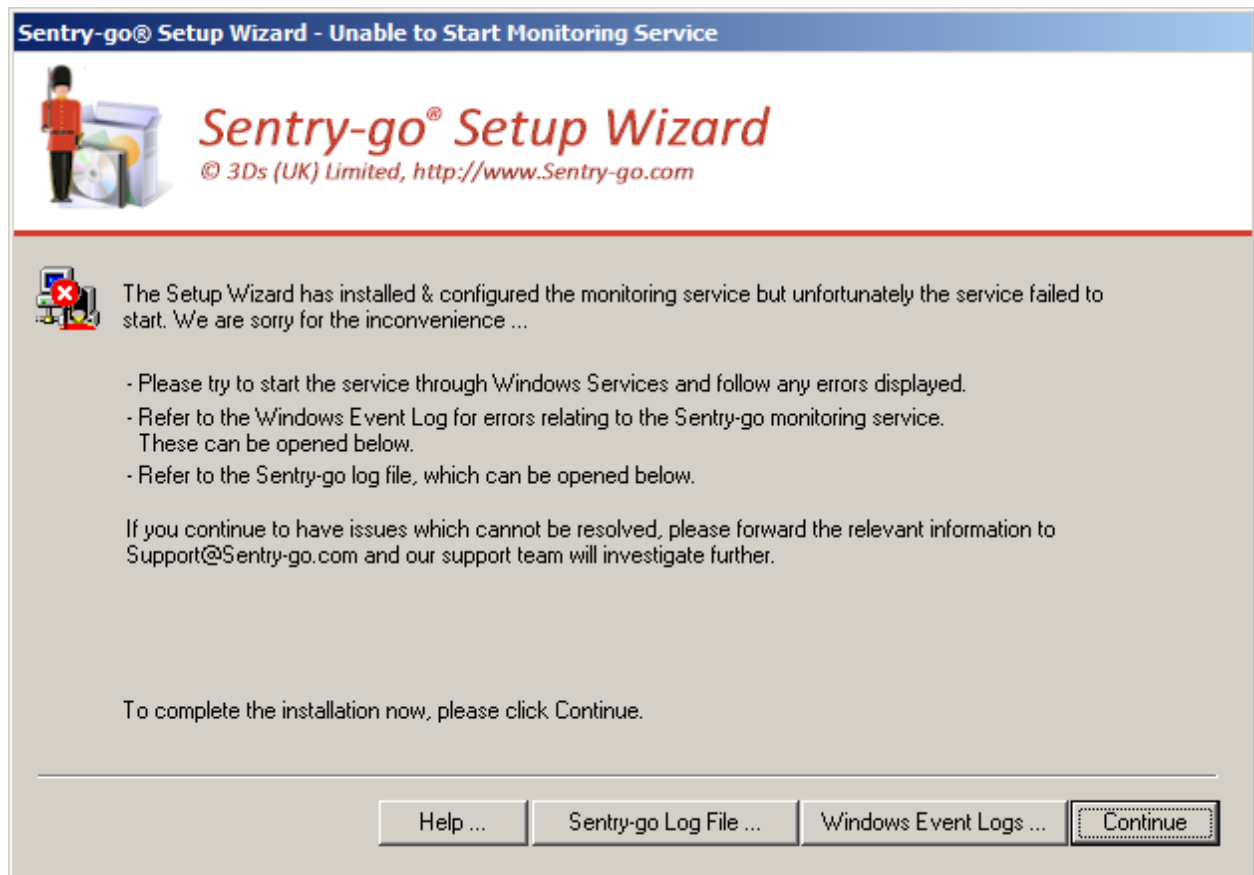 Sentry-go® Setup Wizard - Unable to Start Monitoring Service
Sentry-go® Setup Wizard
© 3Ds (UK) Limited, http://www.Sentry-go.com
The Setup Wizard has installed & configured the monitoring service but unfortunately the service failed to
start. We are sorry for the inconvenience ...
- Please try to start the service through Windows Services and follow any errors displayed.
- Refer to the Windows Event Log for errors relating to the Sentry-go monitoring service.
These can be opened below.
- Refer to the Sentry-go log file, which can be opened below.
If you continue to have issues which cannot be resolved, please forward the relevant information to
Support@Sentry-go.com and our support team will investigate further.
To complete the installation now, please click Continue.
Help ...
Sentry-go Log File ...
Windows Event Logs ...
Continue